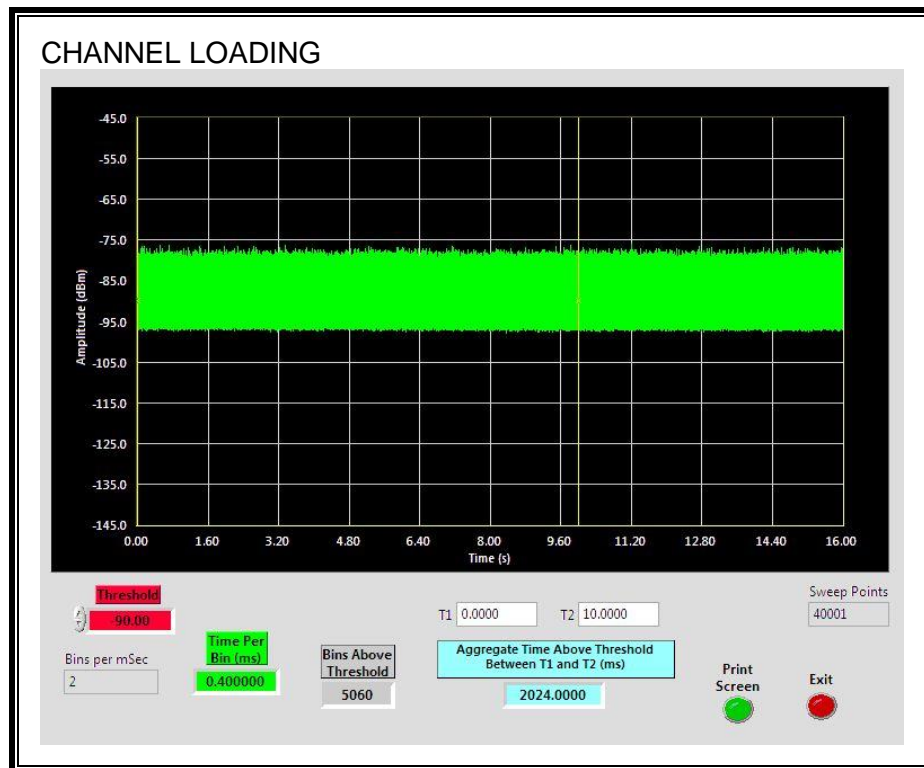 CHANNEL LOADING
-45.0
-55.0
-65.0
-75.0
-85.0
-95.0
-105.0
-115.0
-125.0
-135.0
-145.0
Amplitude (dBm)
0.00 1.60 3.20 4.80 6.40 8.00 9.60 11.20 12.80 14.40 16.00
Time (s)
Threshold
-90.00
Bins per mSec
2
Time Per
Bin (ms)
0.400000
Bins Above
Threshold
5060
T1 0.0000 T2 10.0000
Aggregate Time Above Threshold
Between T1 and T2 (ms)
2024.0000
Sweep Points
40001
Print
Screen
Exit